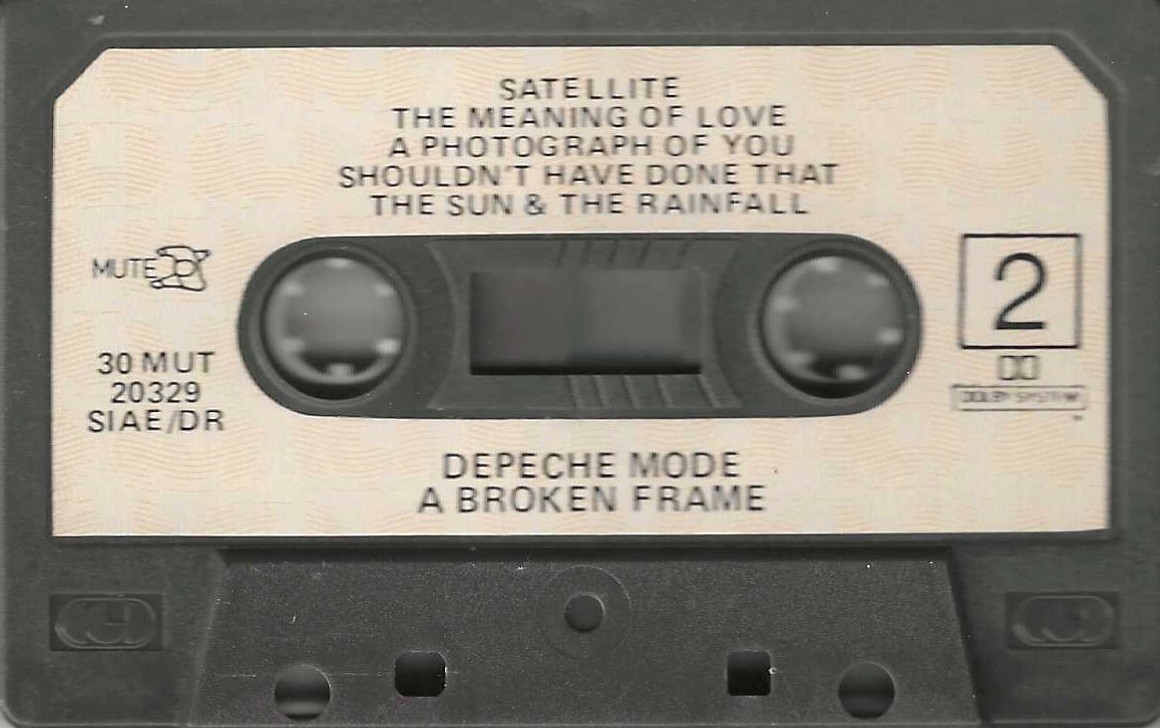 SATELLITE
THE MEANING OF LOVE
A PHOTOGRAPH OF YOU
SHOULDN'T HAVE DONE THAT
THE SUN & THE RAINFALL
MUTE
30 MUT
20329
SIAE/DR
2
DOLBY SYSTEM
DEPECHE MODE
A BROKEN FRAME